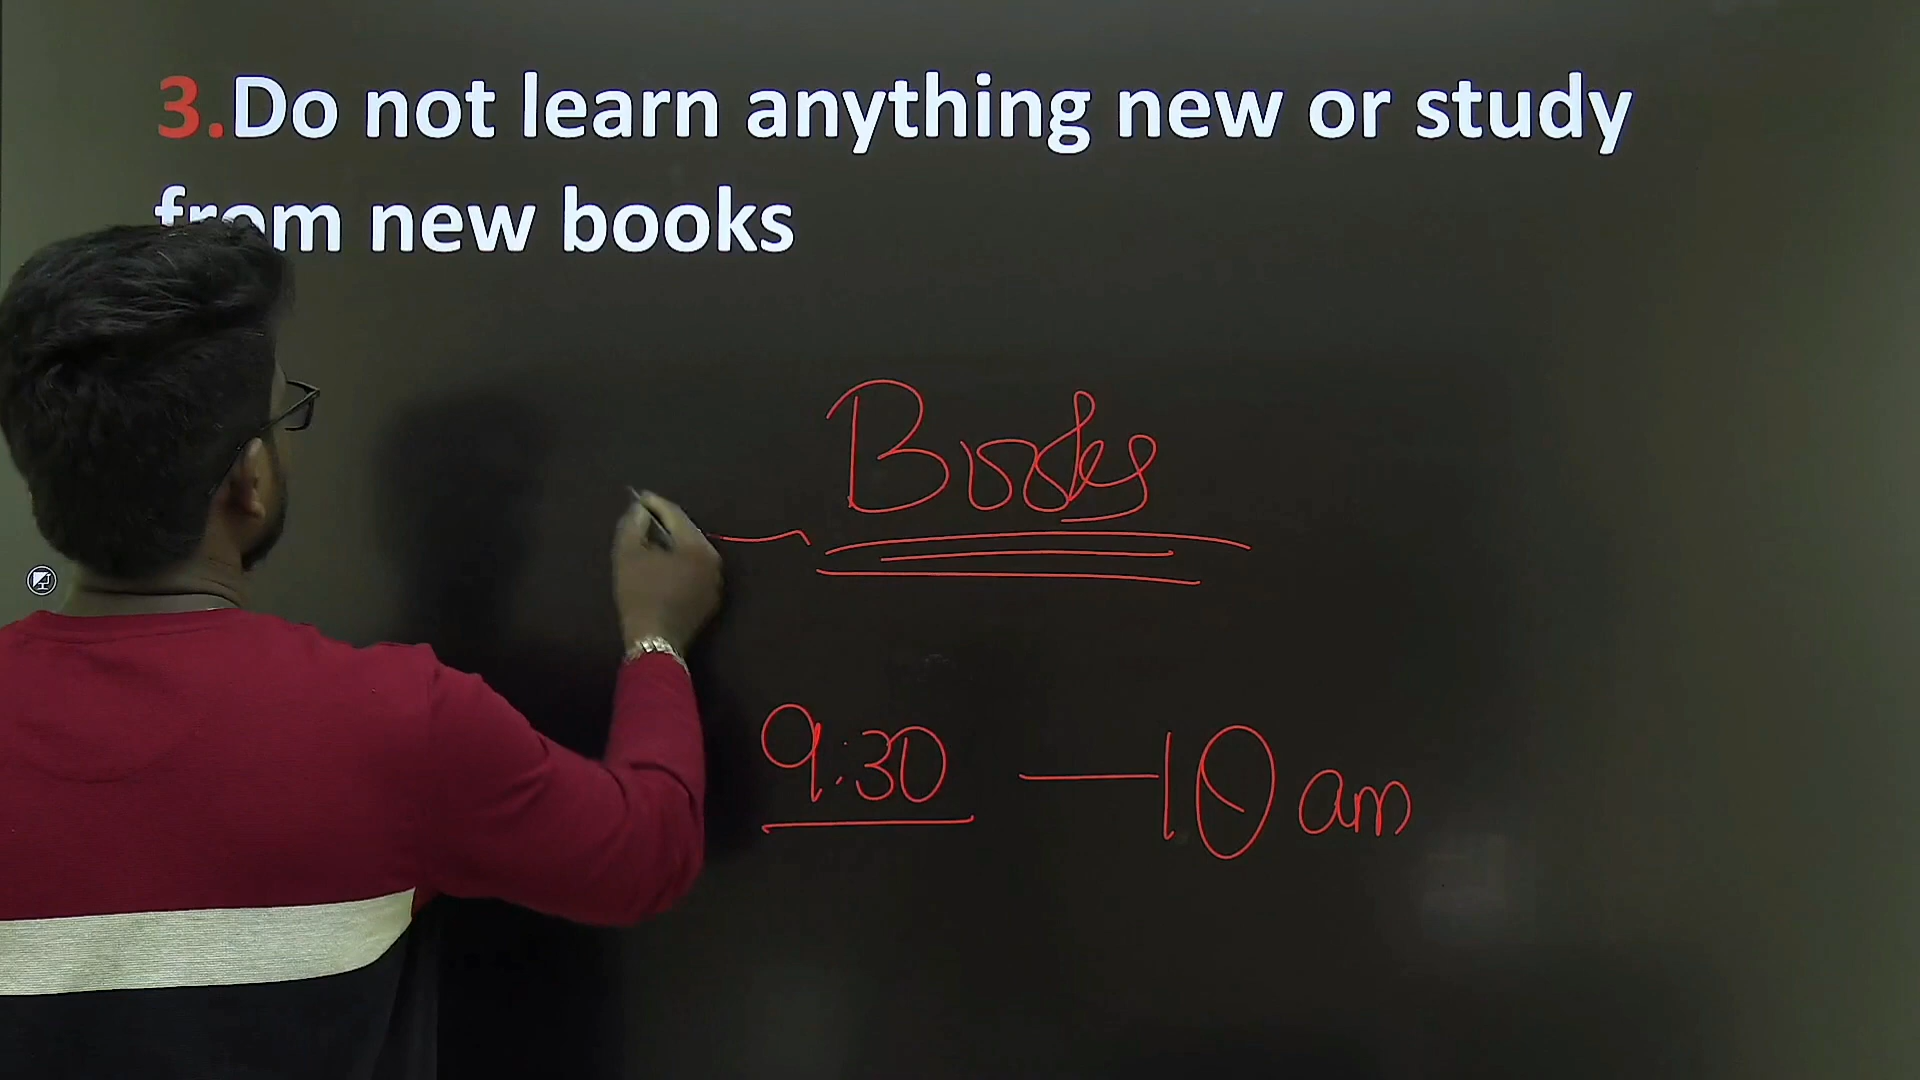 3.Do not learn anything new or study
from new books
Books
9:30 — 10 am